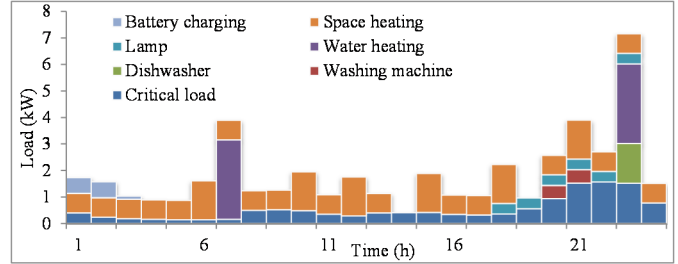 8
7
6
5
4
3
2
1
0
Load (kW)
Battery charging
Space heating
Lamp
Water heating
Dishwasher
Washing machine
Critical load
1
6
11
16
21
Time (h)